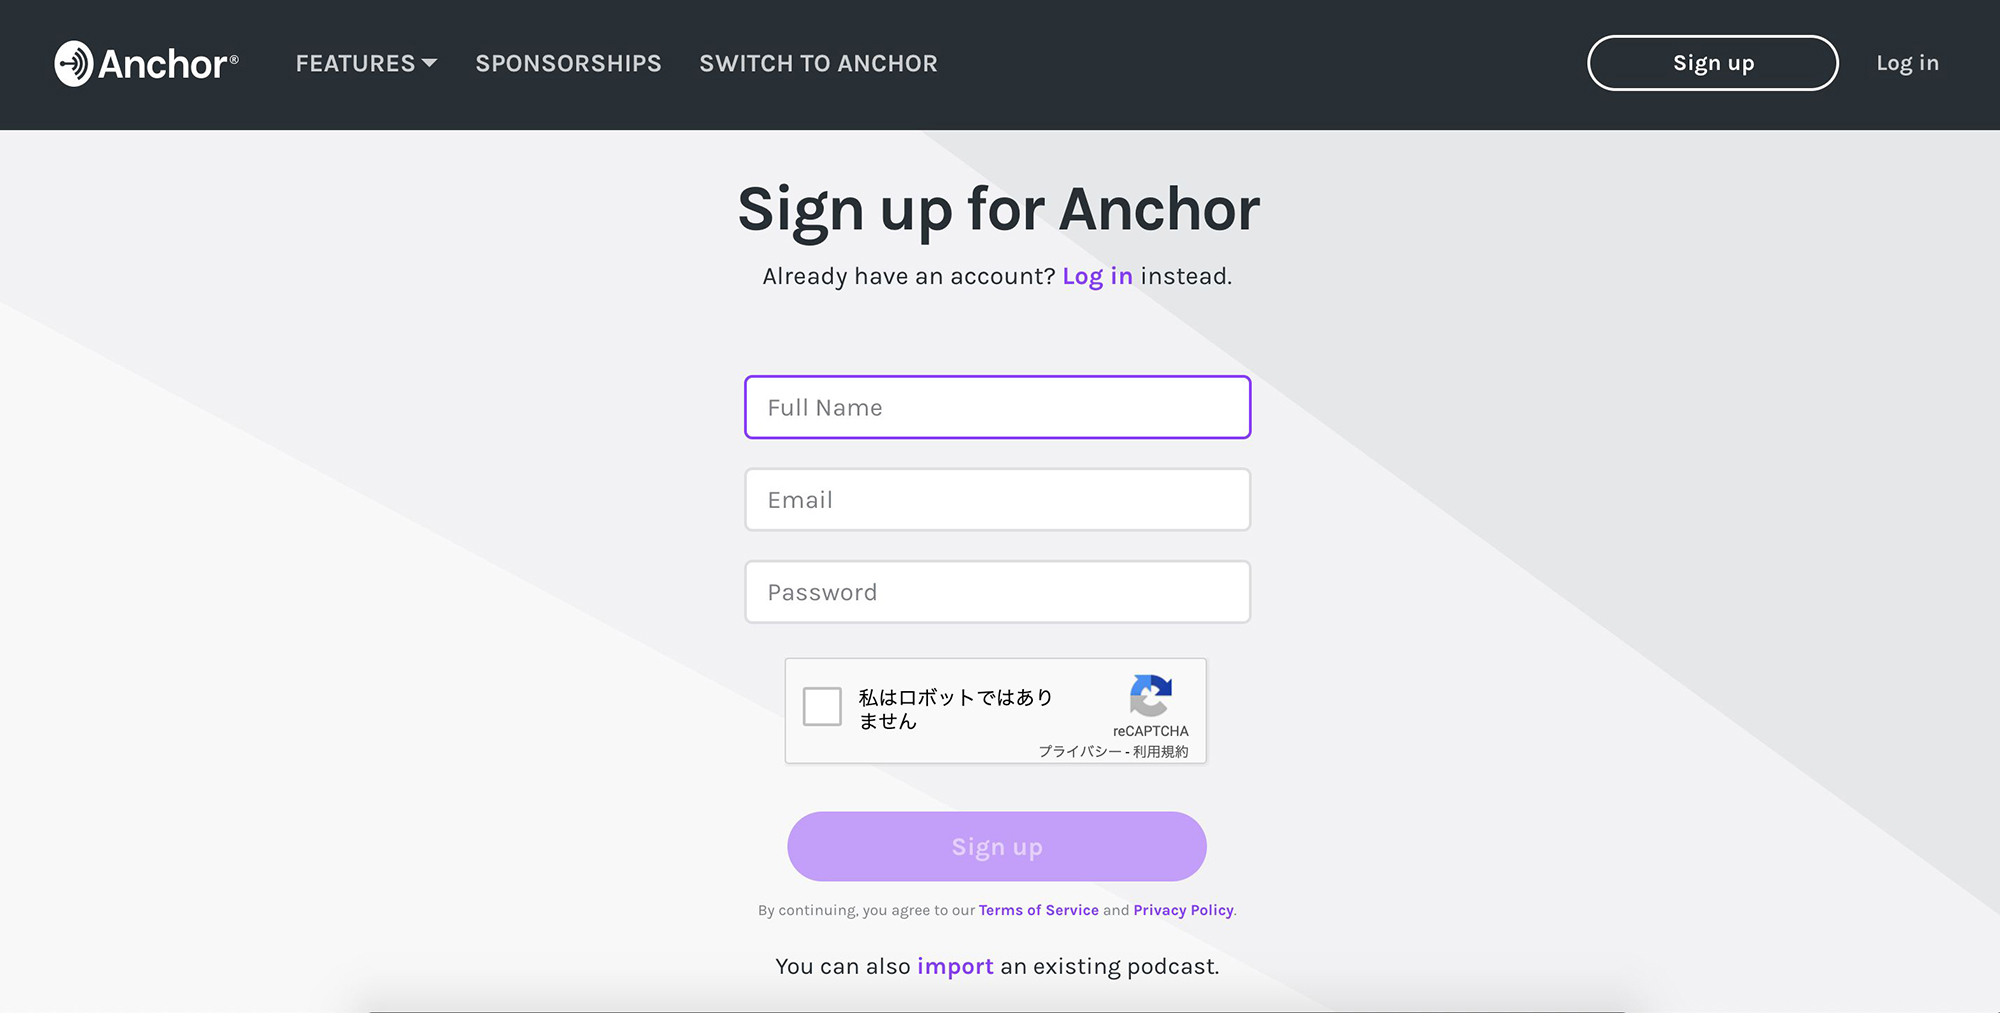 Anchor®
FEATURES
SPONSORSHIPS
SWITCH TO ANCHOR
Sign up
Log in
Sign up for Anchor
Already have an account? Log in instead.
Full Name
Email
Password
私はロボットではあり
ません
reCAPTCHA
プライバシー - 利用規約
Sign up
By continuing, you agree to our Terms of Service and Privacy Policy.
You can also import an existing podcast.